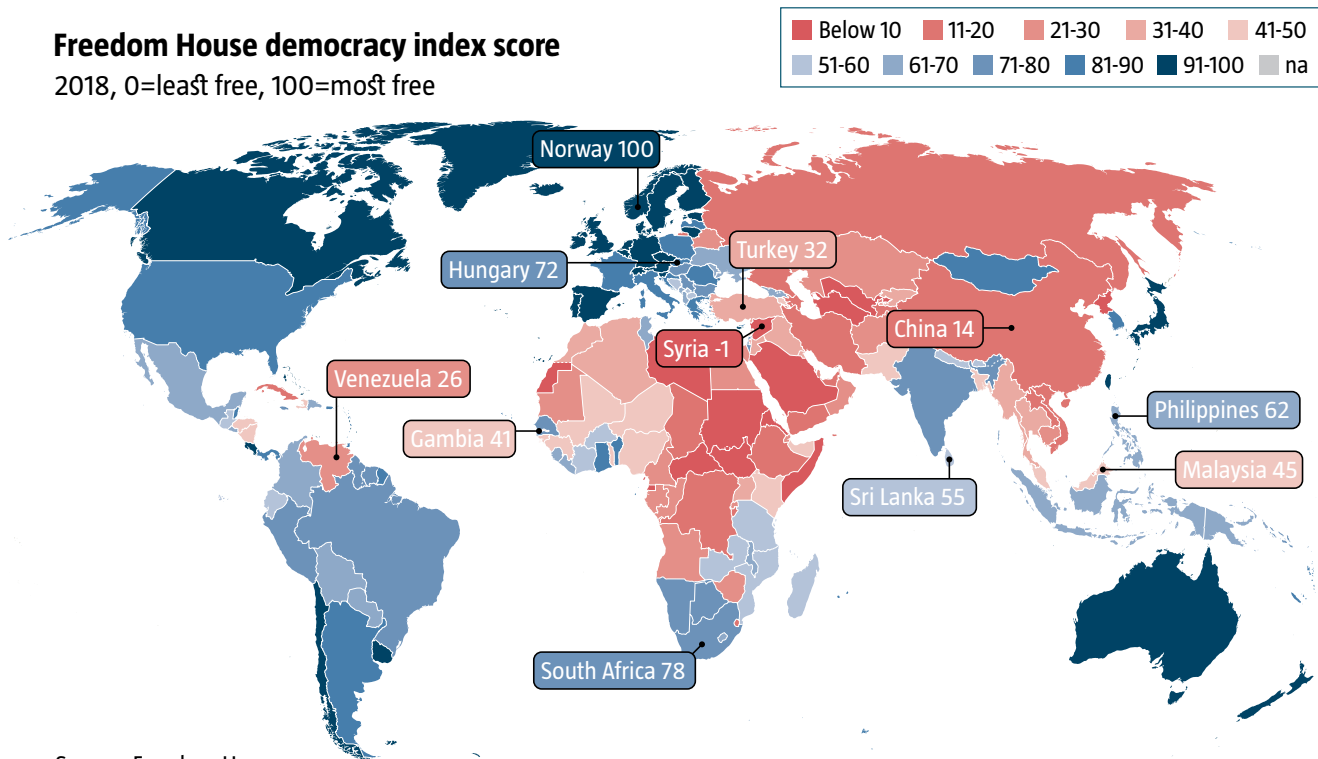 Freedom House democracy index score
2018, 0=least free, 100=most free
Below 10 11-20 21-30 31-40 41-50
51-60 61-70 71-80 81-90 91-100 na
Norway 100
Turkey 32
Hungary 72
China 14
Syria -1
Venezuela 26
Philippines 62
Gambia 41
Malaysia 45
Sri Lanka 55
South Africa 78